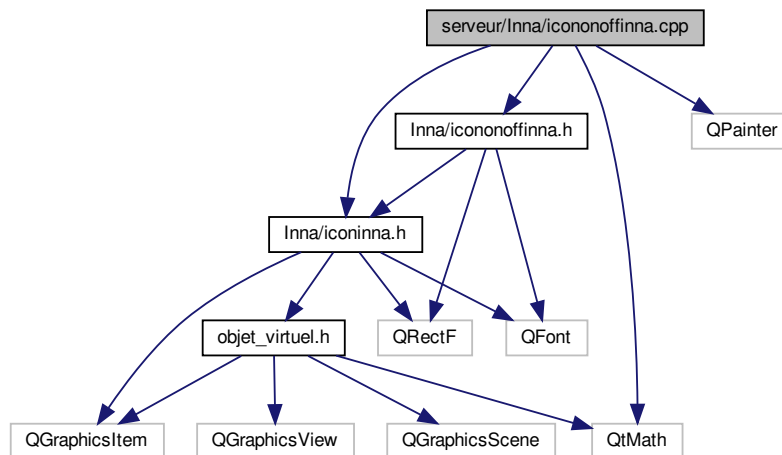 serveur/Inna/icononoffinna.cpp
Inna/icononoffinna.h
QPainter
Inna/iconinna.h
objet_virtuel.h
QRectF
QFont
QGraphicsItem
QGraphicsView
QGraphicsScene
QtMath